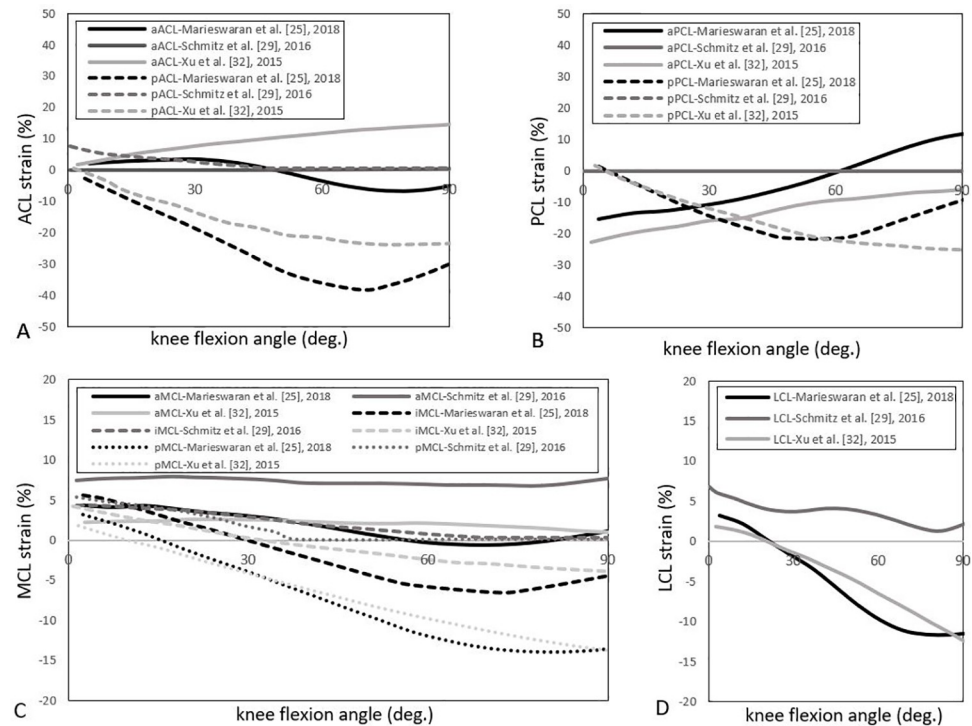 50
40
30
20
10
0
-10
-20
-30
-40
-50
ACL strain (%)
aACL-Marieswaran et al. [25], 2018
aACL-Schmitz et al. [29], 2016
aACL-Xu et al. [32], 2015
pACL-Marieswaran et al. [25], 2018
pACL-Schmitz et al. [29], 2016
pACL-Xu et al. [32], 2015
0 30 60 90
knee flexion angle (deg.)
A
50
40
30
20
10
0
-10
-20
-30
-40
-50
PCL strain (%)
aPCL-Marieswaran et al. [25], 2018
aPCL-Schmitz et al. [29], 2016
aPCL-Xu et al. [32], 2015
pPCL-Marieswaran et al. [25], 2018
pPCL-Schmitz et al. [29], 2016
pPCL-Xu et al. [32], 2015
0 30 60 90
knee flexion angle (deg.)
B
20
15
10
5
0
-5
-10
-15
-20
MCL strain (%)
aMCL-Marieswaran et al. [25], 2018 aMCL-Schmitz et al. [29], 2016
aMCL-Xu et al. [32], 2015 iMCL-Marieswaran et al. [25], 2018
iMCL-Schmitz et al. [29], 2016 iMCL-Xu et al. [32], 2015
pMCL-Marieswaran et al. [25], 2018 pMCL-Schmitz et al. [29], 2016
pMCL-Xu et al. [32], 2015
0 30 60 90
knee flexion angle (deg.)
C
20
15
10
5
0
-5
-10
-15
-20
LCL strain (%)
LCL-Marieswaran et al. [25], 2018
LCL-Schmitz et al. [29], 2016
LCL-Xu et al. [32], 2015
0 30 60 90
knee flexion angle (deg.)
D